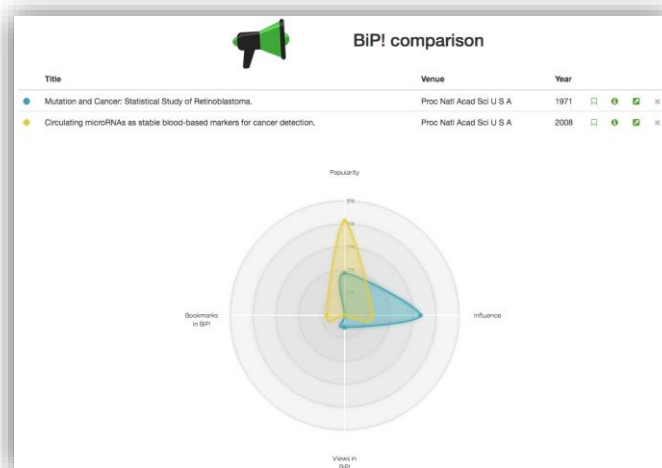 BiP! comparison
Title Venue Year
Mutation and Cancer: Statistical Study of Retinoblastoma. Proc Natl Acad Sci U S A 1971
Circulating microRNAs as stable blood-based markers for cancer detection. Proc Natl Acad Sci U S A 2008
Popularity
Bookmarks
in BiP!
Influence
Views in
BiP!